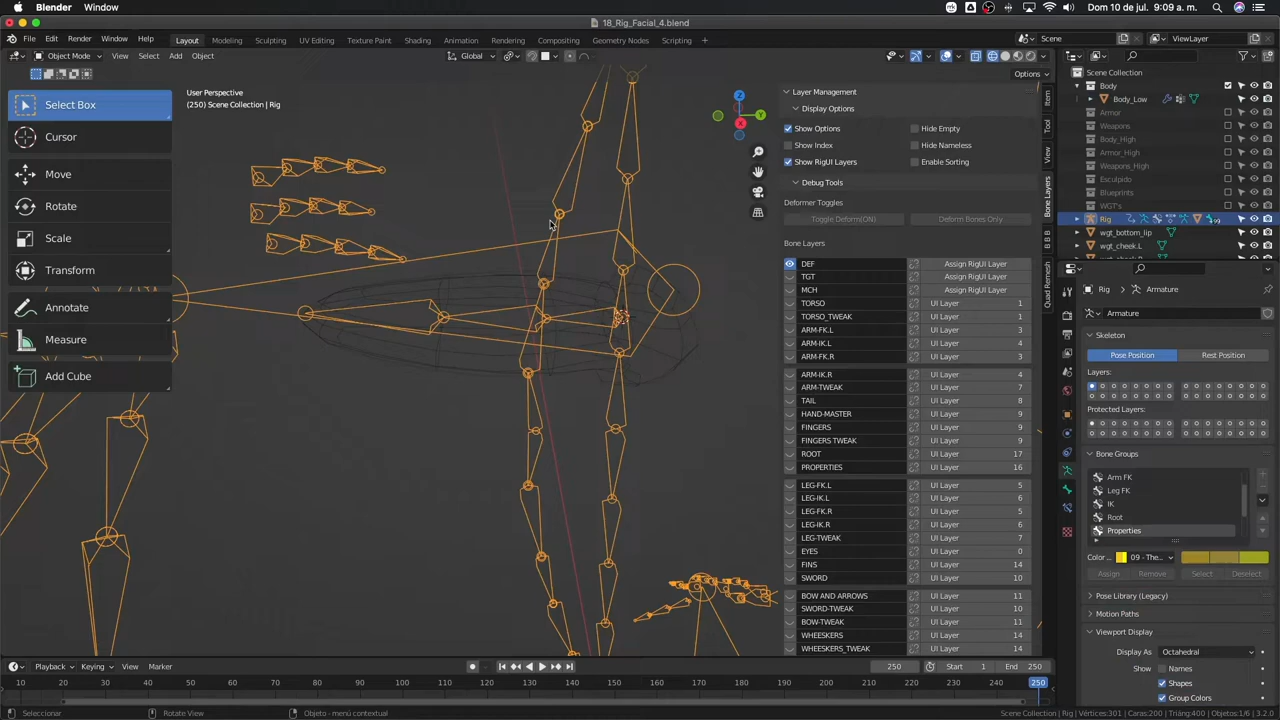 Blender Window Dom 10 de jul. 9:09 a. m.
18_Rig_Facial_4.blend
File Edit Render Window Help Layout Modeling Sculpting UV Editing Texture Paint Shading Animation Rendering Compositing Geometry Nodes Scripting + Scene ViewLayer
Object Mode View Select Add Object Global
Options
Select Box
Cursor
Move
Rotate
Scale
Transform
Annotate
Measure
Add Cube
User Perspective
(250) Scene Collection | Rig
X Y Z
Layer Management
Display Options
Show Options Hide Empty
Show Index Hide Nameless
Show RigUI Layers Enable Sorting
Debug Tools
Deformer Toggles
Toggle Deform(ON) Deform Bones Only
Bone Layers
DEF Assign RigUI Layer
TGT Assign RigUI Layer
MCH Assign RigUI Layer
TORSO UI Layer 1
TORSO_TWEAK UI Layer 1
ARM-FK.L UI Layer 3
ARM-IK.L UI Layer 4
ARM-FK.R UI Layer 3
ARM-IK.R UI Layer 4
ARM-TWEAK UI Layer 7
TAIL UI Layer 8
HAND-MASTER UI Layer 9
FINGERS UI Layer 9
FINGERS TWEAK UI Layer 9
ROOT UI Layer 17
PROPERTIES UI Layer 16
LEG-FK.L UI Layer 5
LEG-IK.L UI Layer 6
LEG-FK.R UI Layer 5
LEG-IK.R UI Layer 6
LEG-TWEAK UI Layer 7
EYES UI Layer 0
FINS UI Layer 14
SWORD UI Layer 10
BOW AND ARROWS UI Layer 11
SWORD-TWEAK UI Layer 10
BOW-TWEAK UI Layer 11
WHEESKERS UI Layer 14
WHEESKERS_TWEAK UI Layer 14
Item
Tool
View
Bone Layers
B B B
Quad Remesh
Scene Collection
Body
Body_Low
Armor
Weapons
Body_High
Armor_High
Weapons_High
Esculpido
Blueprints
WGT's
Rig
wgt_bottom_lip
wgt_cheek.L
Rig Armature
Armature
Skeleton
Pose Position Rest Position
Layers:
Protected Layers:
Bone Groups
Arm FK
Leg FK
IK
Root
Properties
Color ... 09 - The...
Assign Remove Select Deselect
Pose Library (Legacy)
Motion Paths
Viewport Display
Display As Octahedral
Show Names
Shapes
Group Colors
Playback Keying View Marker 250 Start 1 End 250
10 20 30 40 50 60 70 80 90 100 110 120 130 140 150 160 170 180 190 200 210 220 230 240 250
Seleccionar Rotate View Objeto - menú contextual Scene Collection | Rig | Vértices:301 | Caras:200 | Triáng:400 | Objetos:1/6 | 3.2.0